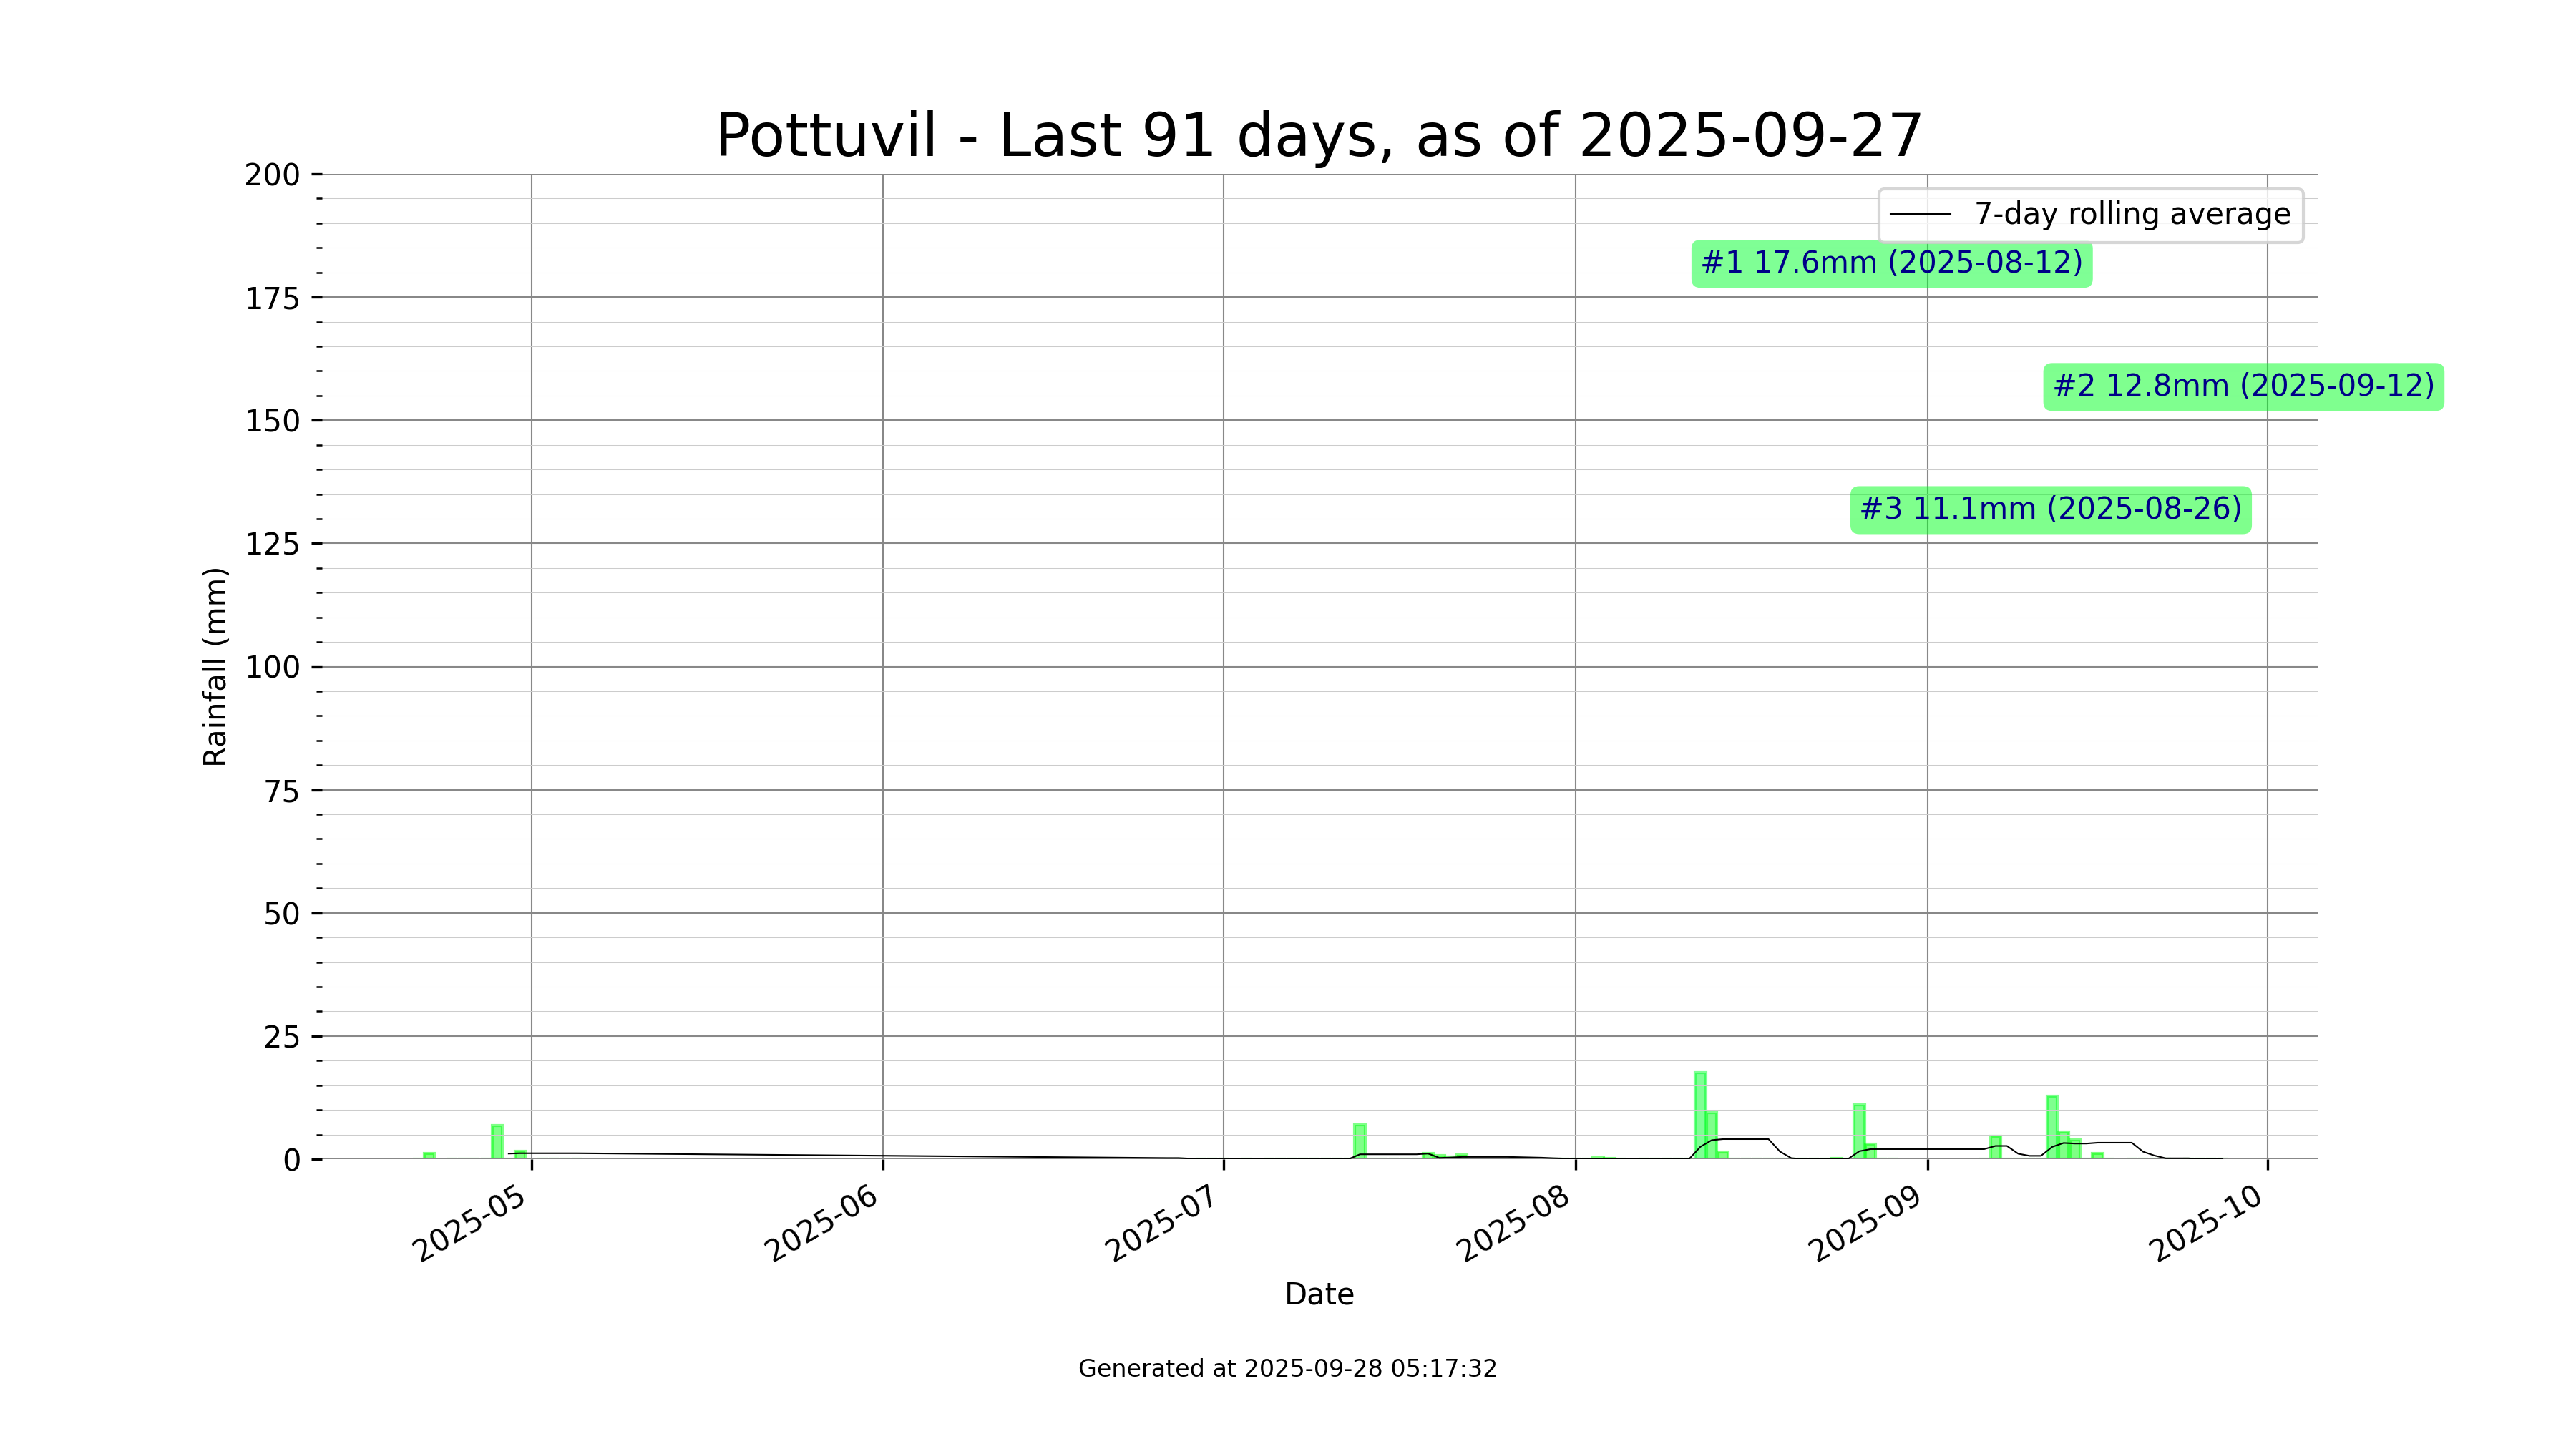 Pottuvil - Last 91 days, as of 2025-09-27
200
175
150
125
100
75
50
25
0
Rainfall (mm)
7-day rolling average
#1 17.6mm (2025-08-12)
#2 12.8mm (2025-09-12)
#3 11.1mm (2025-08-26)
2025-05
2025-06
2025-07
2025-08
2025-09
2025-10
Date
Generated at 2025-09-28 05:17:32